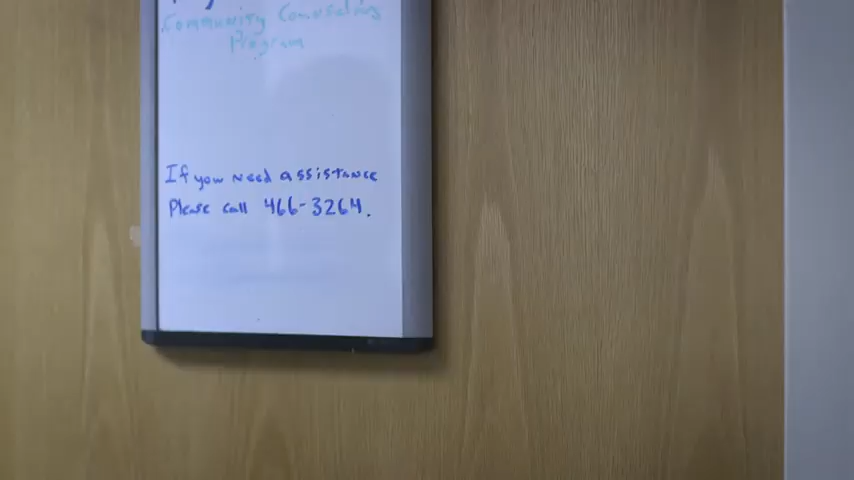 Community Counseling
Program
If you need assistance
Please call 466-3264.